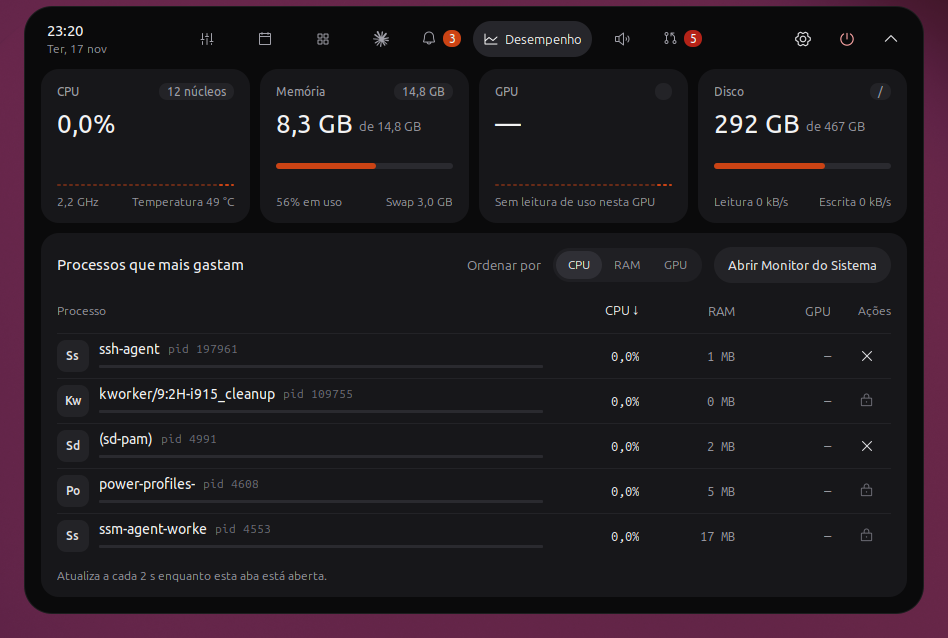 23:20
Ter, 17 nov
3
Desempenho
5
CPU 12 núcleos
0,0%
2,2 GHz Temperatura 49 °C
Memória 14,8 GB
8,3 GB de 14,8 GB
56% em uso Swap 3,0 GB
GPU
—
Sem leitura de uso nesta GPU
Disco /
292 GB de 467 GB
Leitura 0 kB/s Escrita 0 kB/s
Processos que mais gastam Ordenar por CPU RAM GPU Abrir Monitor do Sistema
Processo CPU↓ RAM GPU Ações
Ss ssh-agent pid 197961 0,0% 1 MB –
Kw kworker/9:2H-i915_cleanup pid 109755 0,0% 0 MB –
Sd (sd-pam) pid 4991 0,0% 2 MB –
Po power-profiles- pid 4608 0,0% 5 MB –
Ss ssm-agent-worke pid 4553 0,0% 17 MB –
Atualiza a cada 2 s enquanto esta aba está aberta.